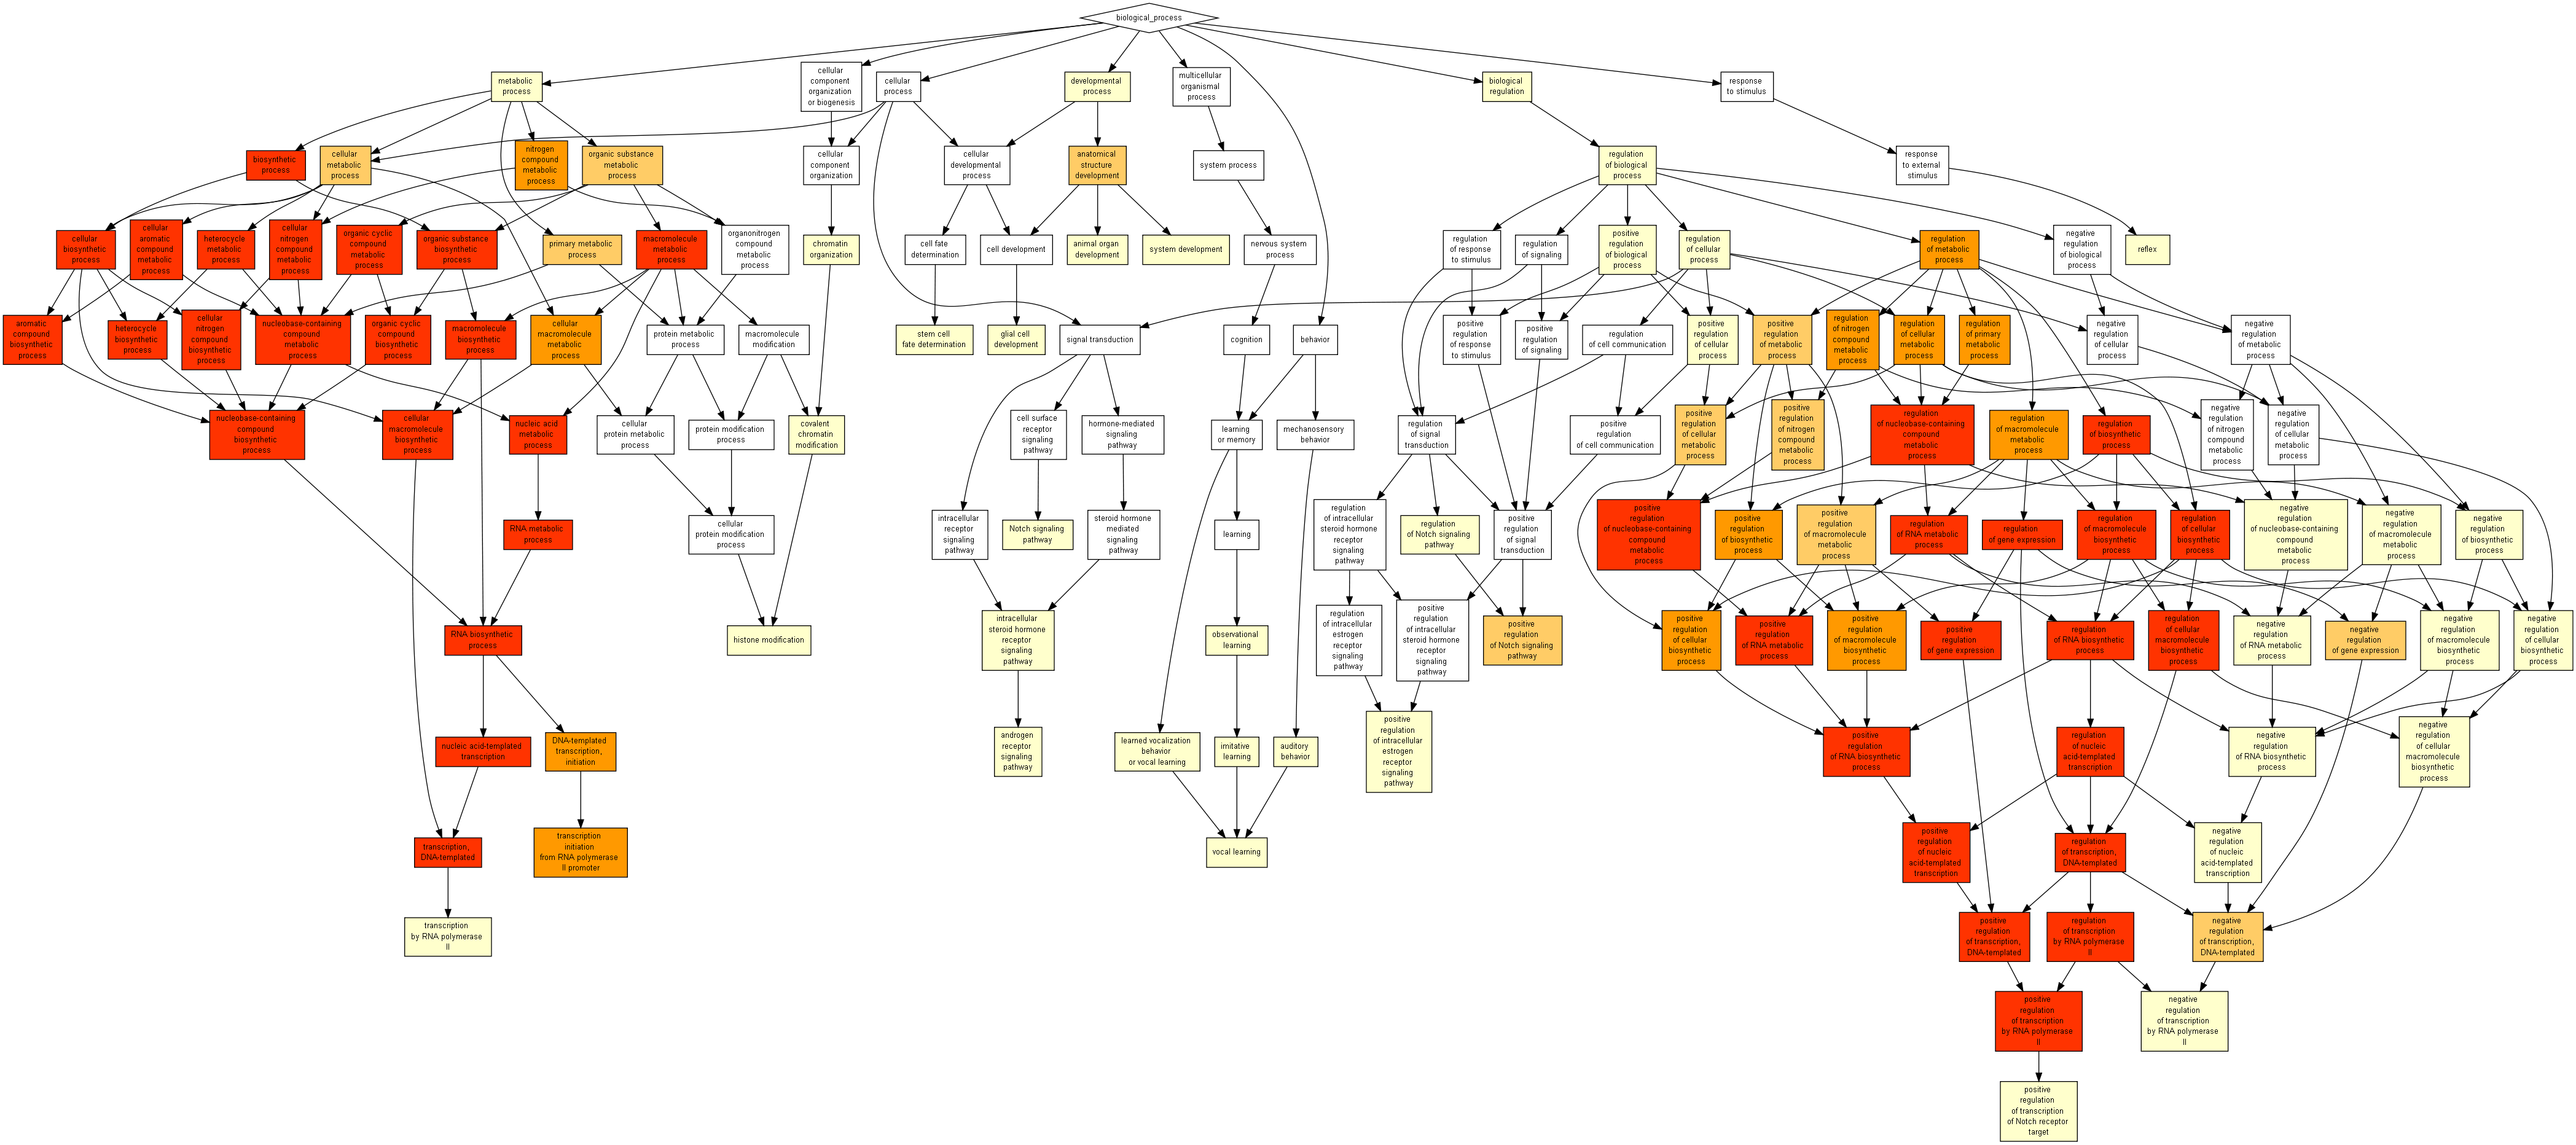 biological_process
metabolic
process
cellular
component
organization
or biogenesis
cellular
process
developmental
process
multicellular
organismal
process
biological
regulation
response
to stimulus
biosynthetic
process
cellular
metabolic
process
nitrogen
compound
metabolic
process
organic substance
metabolic
process
cellular
component
organization
cellular
developmental
process
anatomical
structure
development
system process
regulation
of biological
process
response
to external
stimulus
cellular
biosynthetic
process
cellular
aromatic
compound
metabolic
process
heterocycle
metabolic
process
cellular
nitrogen
compound
metabolic
process
organic cyclic
compound
metabolic
process
organic substance
biosynthetic
process
primary metabolic
process
macromolecule
metabolic
process
organonitrogen
compound
metabolic
process
chromatin
organization
cell fate
determination
cell development
animal organ
development
system development
nervous system
process
regulation
of response
to stimulus
regulation
of signaling
positive
regulation
of biological
process
regulation
of cellular
process
regulation
of metabolic
process
negative
regulation
of biological
process
reflex
aromatic
compound
biosynthetic
process
heterocycle
biosynthetic
process
cellular
nitrogen
compound
biosynthetic
process
nucleobase-containing
compound
metabolic
process
organic cyclic
compound
biosynthetic
process
macromolecule
biosynthetic
process
cellular
macromolecule
metabolic
process
protein metabolic
process
macromolecule
modification
stem cell
fate determination
glial cell
development
signal transduction
cognition
behavior
positive
regulation
of response
to stimulus
positive
regulation
of signaling
regulation
of cell communication
positive
regulation
of cellular
process
positive
regulation
of metabolic
process
regulation
of nitrogen
compound
metabolic
process
regulation
of cellular
metabolic
process
regulation
of primary
metabolic
process
negative
regulation
of cellular
process
negative
regulation
of metabolic
process
nucleobase-containing
compound
biosynthetic
process
cellular
macromolecule
biosynthetic
process
nucleic acid
metabolic
process
cellular
protein metabolic
process
protein modification
process
covalent
chromatin
modification
cell surface
receptor
signaling
pathway
hormone-mediated
signaling
pathway
learning
or memory
mechanosensory
behavior
regulation
of signal
transduction
positive
regulation
of cell communication
positive
regulation
of cellular
metabolic
process
positive
regulation
of nitrogen
compound
metabolic
process
regulation
of nucleobase-containing
compound
metabolic
process
regulation
of macromolecule
metabolic
process
regulation
of biosynthetic
process
negative
regulation
of nitrogen
compound
metabolic
process
negative
regulation
of cellular
metabolic
process
RNA metabolic
process
cellular
protein modification
process
intracellular
receptor
signaling
pathway
Notch signaling
pathway
steroid hormone
mediated
signaling
pathway
learning
regulation
of intracellular
steroid hormone
receptor
signaling
pathway
regulation
of Notch signaling
pathway
positive
regulation
of signal
transduction
positive
regulation
of nucleobase-containing
compound
metabolic
process
positive
regulation
of biosynthetic
process
positive
regulation
of macromolecule
metabolic
process
regulation
of RNA metabolic
process
regulation
of gene expression
regulation
of macromolecule
biosynthetic
process
regulation
of cellular
biosynthetic
process
negative
regulation
of nucleobase-containing
compound
metabolic
process
negative
regulation
of macromolecule
metabolic
process
negative
regulation
of biosynthetic
process
RNA biosynthetic
process
histone modification
intracellular
steroid hormone
receptor
signaling
pathway
observational
learning
regulation
of intracellular
estrogen
receptor
signaling
pathway
positive
regulation
of intracellular
steroid hormone
receptor
signaling
pathway
positive
regulation
of Notch signaling
pathway
positive
regulation
of cellular
biosynthetic
process
positive
regulation
of RNA metabolic
process
positive
regulation
of macromolecule
biosynthetic
process
positive
regulation
of gene expression
regulation
of RNA biosynthetic
process
regulation
of cellular
macromolecule
biosynthetic
process
negative
regulation
of RNA metabolic
process
negative
regulation
of gene expression
negative
regulation
of macromolecule
biosynthetic
process
negative
regulation
of cellular
biosynthetic
process
nucleic acid-templated
transcription
DNA-templated
transcription,
initiation
androgen
receptor
signaling
pathway
learned vocalization
behavior
or vocal learning
imitative
learning
auditory
behavior
positive
regulation
of intracellular
estrogen
receptor
signaling
pathway
positive
regulation
of RNA biosynthetic
process
regulation
of nucleic
acid-templated
transcription
negative
regulation
of RNA biosynthetic
process
negative
regulation
of cellular
macromolecule
biosynthetic
process
transcription,
DNA-templated
transcription
initiation
from RNA polymerase
II promoter
vocal learning
positive
regulation
of nucleic
acid-templated
transcription
regulation
of transcription,
DNA-templated
negative
regulation
of nucleic
acid-templated
transcription
transcription
by RNA polymerase
II
positive
regulation
of transcription,
DNA-templated
regulation
of transcription
by RNA polymerase
II
negative
regulation
of transcription,
DNA-templated
positive
regulation
of transcription
by RNA polymerase
II
negative
regulation
of transcription
by RNA polymerase
II
positive
regulation
of transcription
of Notch receptor
target